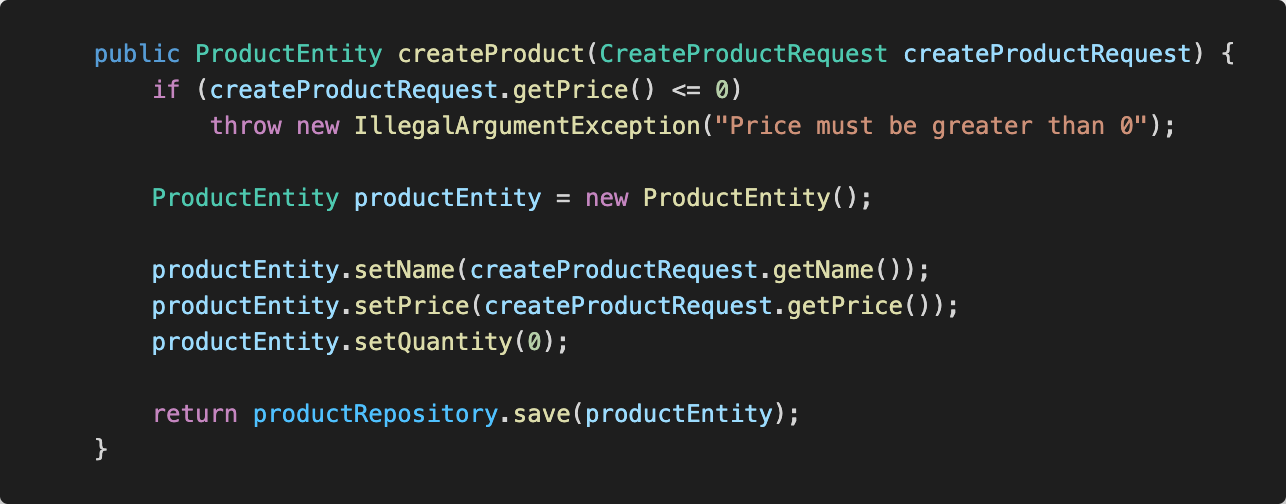 public ProductEntity createProduct(CreateProductRequest createProductRequest) {
    if (createProductRequest.getPrice() <= 0)
        throw new IllegalArgumentException("Price must be greater than 0");

    ProductEntity productEntity = new ProductEntity();

    productEntity.setName(createProductRequest.getName());
    productEntity.setPrice(createProductRequest.getPrice());
    productEntity.setQuantity(0);

    return productRepository.save(productEntity);
}